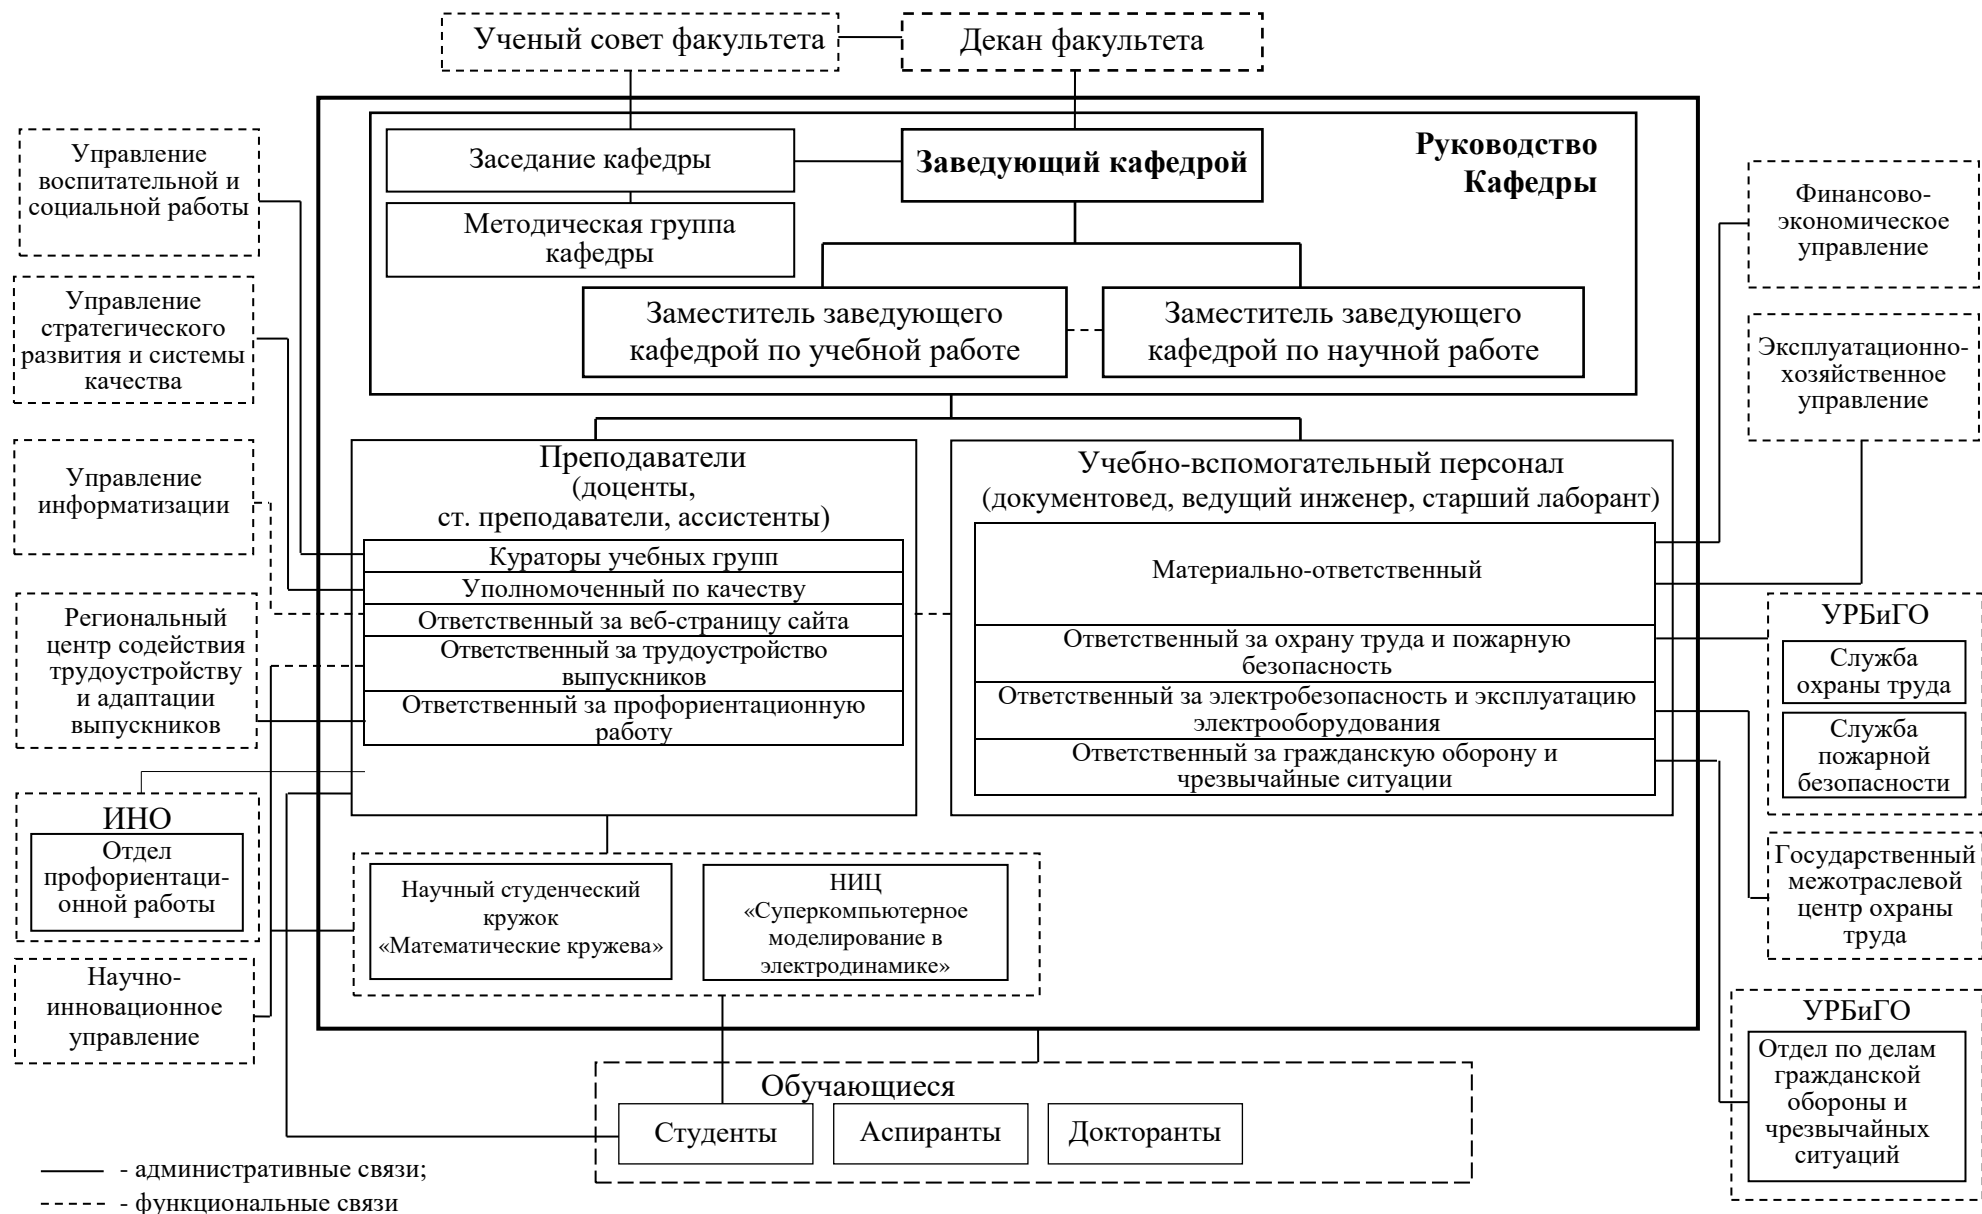 Ученый совет факультета
Декан факультета
Заседание кафедры
Заведующий кафедрой
Руководство
Кафедры
Методическая группа
кафедры
Заместитель заведующего
кафедрой по учебной работе
Заместитель заведующего
кафедрой по научной работе
Управление
воспитательной и
социальной работы
Управление
стратегического
развития и системы
качества
Управление
информатизации
Региональный
центр содействия
трудоустройству
и адаптации
выпускников
ИНО
Отдел
профориентаци-
онной работы
Научно-
инновационное
управление
Преподаватели
(доценты,
ст. преподаватели, ассистенты)
Кураторы учебных групп
Уполномоченный по качеству
Ответственный за веб-страницу сайта
Ответственный за трудоустройство
выпускников
Ответственный за профориентационную
работу
Учебно-вспомогательный персонал
(документовед, ведущий инженер, старший лаборант)
Материально-ответственный
Ответственный за охрану труда и пожарную
безопасность
Ответственный за электробезопасность и эксплуатацию
электрооборудования
Ответственный за гражданскую оборону и
чрезвычайные ситуации
Финансово-
экономическое
управление
Эксплуатационно-
хозяйственное
управление
УРБиГО
Служба
охраны труда
Служба
пожарной
безопасности
Государственный
межотраслевой
центр охраны
труда
УРБиГО
Отдел по делам
гражданской
обороны и
чрезвычайных
ситуаций
Научный студенческий
кружок
«Математические кружева»
НИЦ
«Суперкомпьютерное
моделирование в
электродинамике»
Обучающиеся
Студенты
Аспиранты
Докторанты
- административные связи;
- функциональные связи